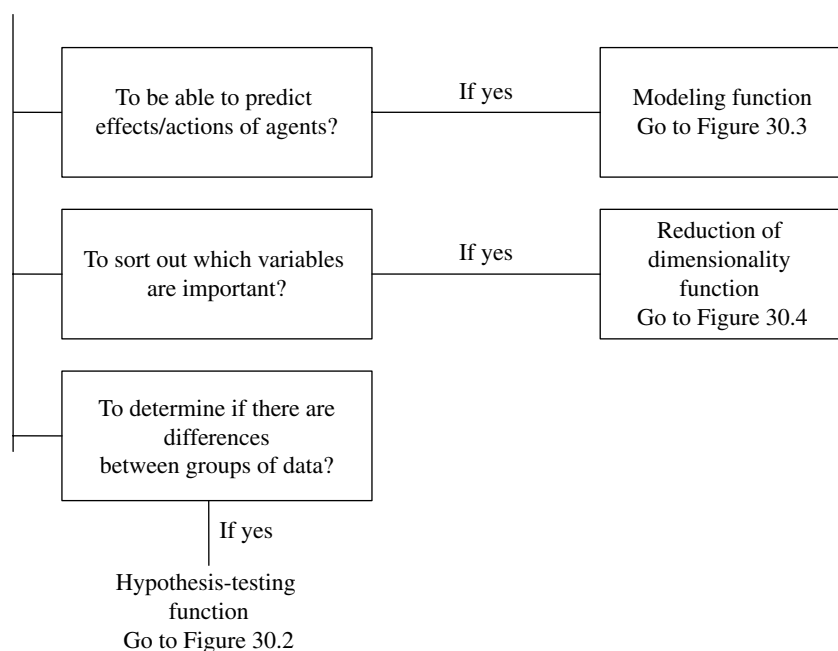 To be able to predict
effects/actions of agents?
If yes
Modeling function
Go to Figure 30.3
To sort out which variables
are important?
If yes
Reduction of
dimensionality
function
Go to Figure 30.4
To determine if there are
differences
between groups of data?
If yes
Hypothesis-testing
function
Go to Figure 30.2